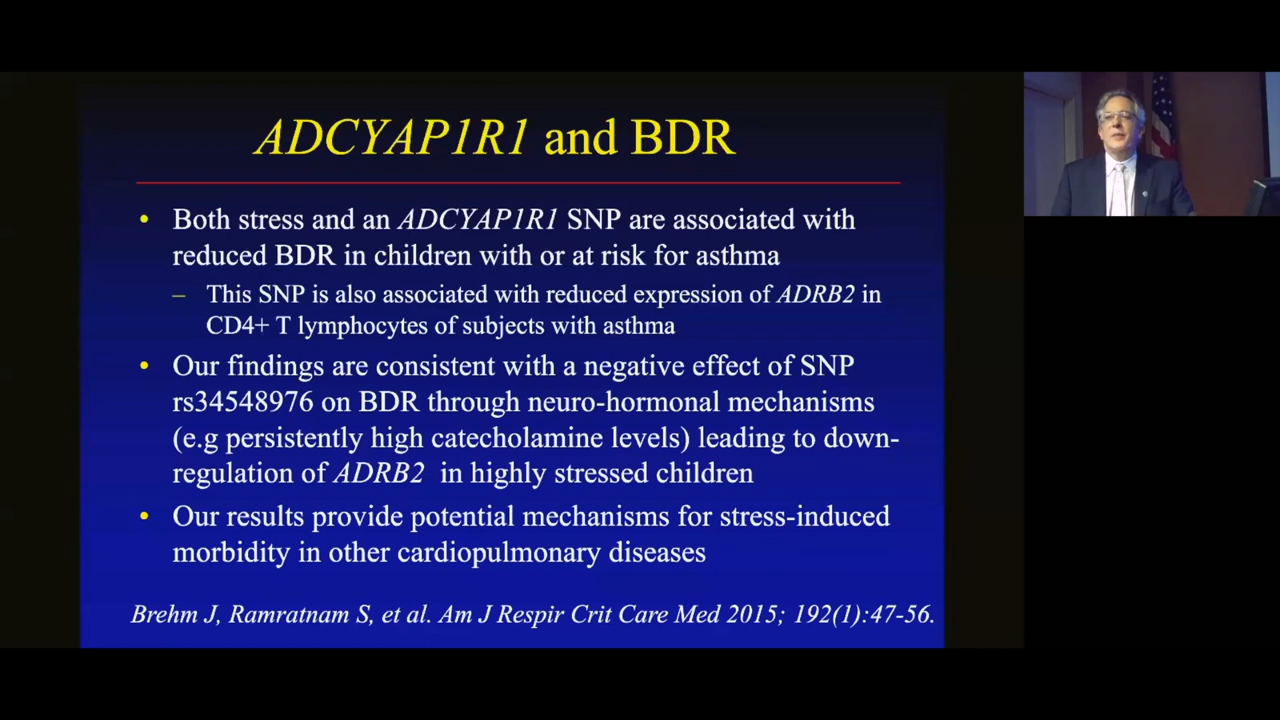 ADCYAP1R1 and BDR
• Both stress and an ADCYAP1R1 SNP are associated with
reduced BDR in children with or at risk for asthma
– This SNP is also associated with reduced expression of ADRB2 in
CD4+ T lymphocytes of subjects with asthma
• Our findings are consistent with a negative effect of SNP
rs34548976 on BDR through neuro-hormonal mechanisms
(e.g persistently high catecholamine levels) leading to down-
regulation of ADRB2 in highly stressed children
• Our results provide potential mechanisms for stress-induced
morbidity in other cardiopulmonary diseases
Brehm J, Ramratnam S, et al. Am J Respir Crit Care Med 2015; 192(1):47-56.